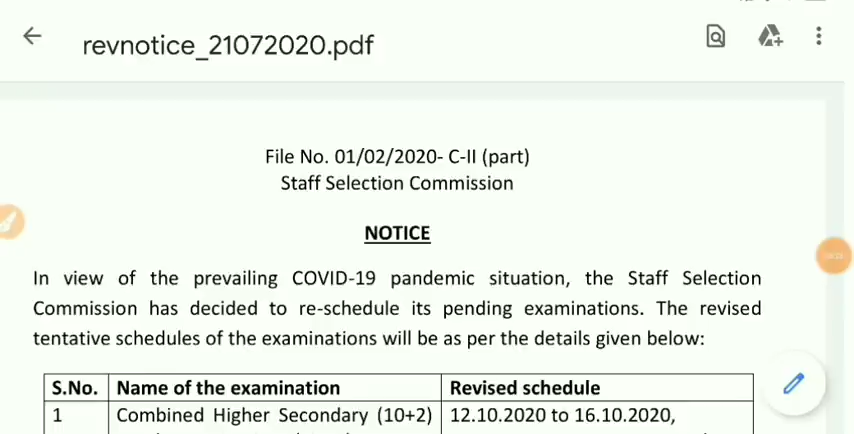 revnotice_21072020.pdf
File No. 01/02/2020- C-II (part)
Staff Selection Commission
NOTICE
In view of the prevailing COVID-19 pandemic situation, the Staff Selection
Commission has decided to re-schedule its pending examinations. The revised
tentative schedules of the examinations will be as per the details given below:
S.No. Name of the examination Revised schedule
1 Combined Higher Secondary (10+2) 12.10.2020 to 16.10.2020,